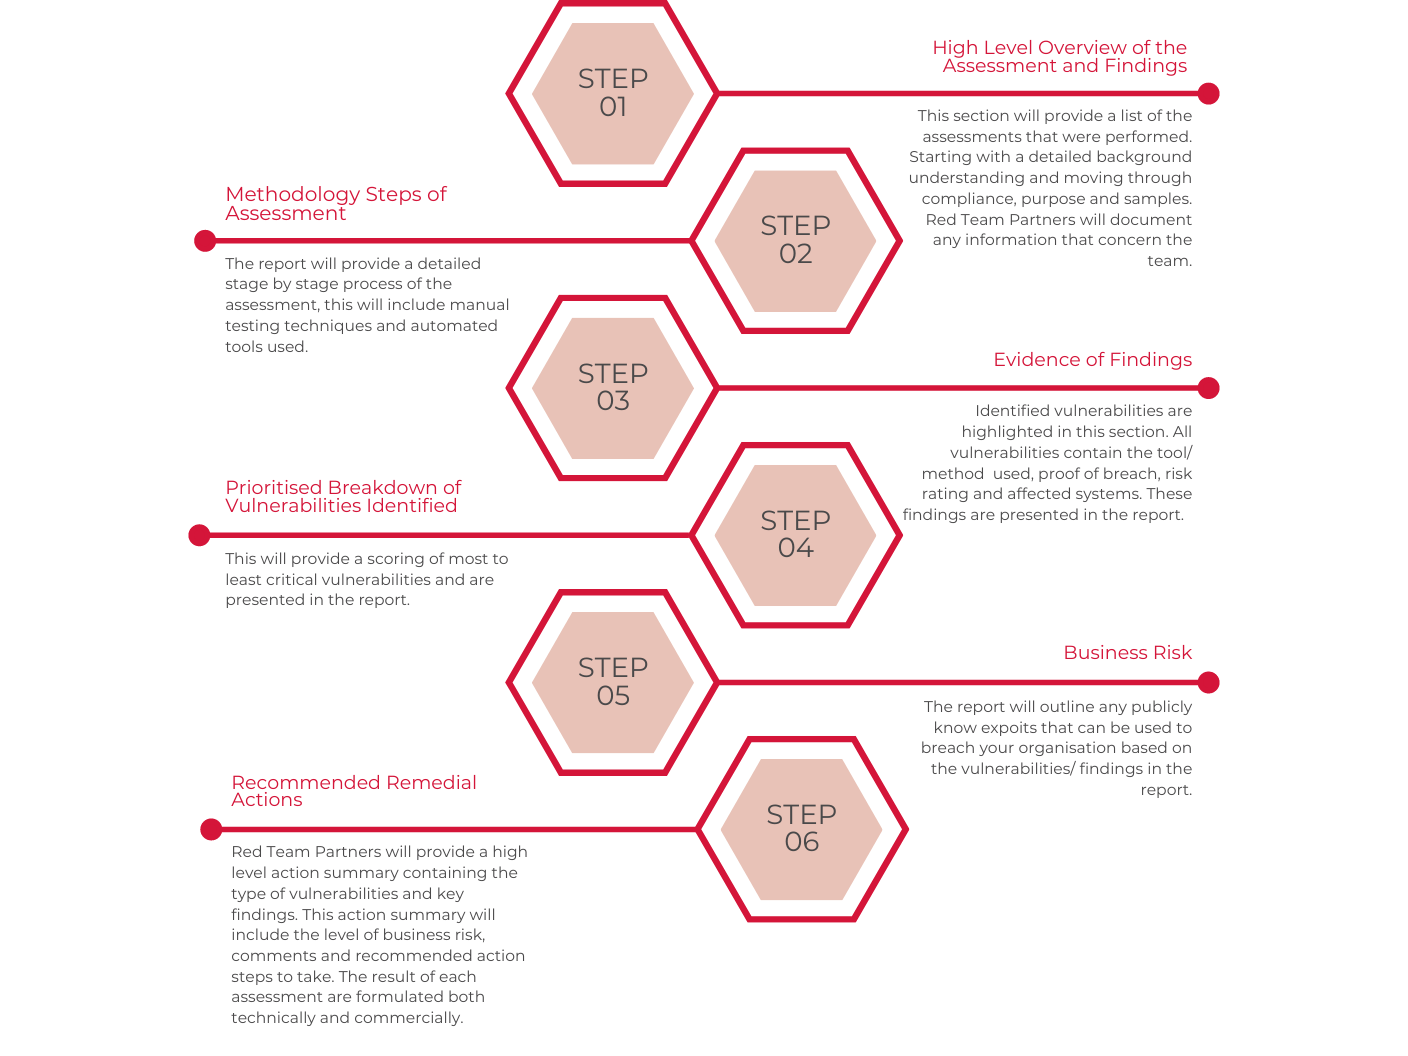 STEP
01
High Level Overview of the
Assessment and Findings
This section will provide a list of the
assessments that were performed.
Starting with a detailed background
understanding and moving through
compliance, purpose and samples.
Red Team Partners will document
any information that concern the
team.
Methodology Steps of
Assessment
STEP
02
The report will provide a detailed
stage by stage process of the
assessment, this will include manual
testing techniques and automated
tools used.
STEP
03
Evidence of Findings
Identified vulnerabilities are
highlighted in this section. All
vulnerabilities contain the tool/
method  used, proof of breach, risk
rating and affected systems. These
findings are presented in the report.
Prioritised Breakdown of
Vulnerabilities Identified
STEP
04
This will provide a scoring of most to
least critical vulnerabilities and are
presented in the report.
STEP
05
Business Risk
The report will outline any publicly
know expoits that can be used to
breach your organisation based on
the vulnerabilities/ findings in the
report.
Recommended Remedial
Actions
STEP
06
Red Team Partners will provide a high
level action summary containing the
type of vulnerabilities and key
findings. This action summary will
include the level of business risk,
comments and recommended action
steps to take. The result of each
assessment are formulated both
technically and commercially.